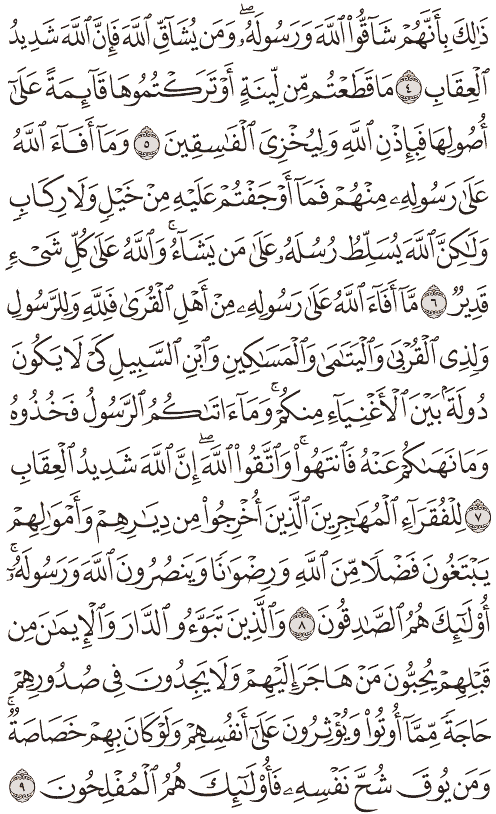 ذَٰلِكَ بِأَنَّهُمْ شَآقُّوا۟ ٱللَّهَ وَرَسُولَهُۥ ۖ وَمَن يُشَآقِّ ٱللَّهَ فَإِنَّ ٱللَّهَ شَدِيدُ
ٱلْعِقَابِ ٤ مَا قَطَعْتُم مِّن لِّينَةٍ أَوْ تَرَكْتُمُوهَا قَآئِمَةً عَلَىٰٓ
أُصُولِهَا فَبِإِذْنِ ٱللَّهِ وَلِيُخْزِىَ ٱلْفَـٰسِقِينَ ٥ وَمَآ أَفَآءَ ٱللَّهُ
عَلَىٰ رَسُولِهِۦ مِنْهُمْ فَمَآ أَوْجَفْتُمْ عَلَيْهِ مِنْ خَيْلٍ وَلَا رِكَابٍ
وَلَـٰكِنَّ ٱللَّهَ يُسَلِّطُ رُسُلَهُۥ عَلَىٰ مَن يَشَآءُ ۚ وَٱللَّهُ عَلَىٰ كُلِّ شَىْءٍ
قَدِيرٌ ٦ مَّآ أَفَآءَ ٱللَّهُ عَلَىٰ رَسُولِهِۦ مِنْ أَهْلِ ٱلْقُرَىٰ فَلِلَّهِ وَلِلرَّسُولِ
وَلِذِى ٱلْقُرْبَىٰ وَٱلْيَتَـٰمَىٰ وَٱلْمَسَـٰكِينِ وَٱبْنِ ٱلسَّبِيلِ كَىْ لَا يَكُونَ
دُولَةًۢ بَيْنَ ٱلْأَغْنِيَآءِ مِنكُمْ ۚ وَمَآ ءَاتَىٰكُمُ ٱلرَّسُولُ فَخُذُوهُ
وَمَا نَهَىٰكُمْ عَنْهُ فَٱنتَهُوا۟ ۚ وَٱتَّقُوا۟ ٱللَّهَ ۖ إِنَّ ٱللَّهَ شَدِيدُ ٱلْعِقَابِ
٧ لِلْفُقَرَآءِ ٱلْمُهَـٰجِرِينَ ٱلَّذِينَ أُخْرِجُوا۟ مِن دِيَـٰرِهِمْ وَأَمْوَٰلِهِمْ
يَبْتَغُونَ فَضْلًا مِّنَ ٱللَّهِ وَرِضْوَٰنًا وَيَنصُرُونَ ٱللَّهَ وَرَسُولَهُۥٓ ۚ
أُو۟لَـٰٓئِكَ هُمُ ٱلصَّـٰدِقُونَ ٨ وَٱلَّذِينَ تَبَوَّءُو ٱلدَّارَ وَٱلْإِيمَـٰنَ مِن
قَبْلِهِمْ يُحِبُّونَ مَنْ هَاجَرَ إِلَيْهِمْ وَلَا يَجِدُونَ فِى صُدُورِهِمْ
حَاجَةً مِّمَّآ أُوتُوا۟ وَيُؤْثِرُونَ عَلَىٰٓ أَنفُسِهِمْ وَلَوْ كَانَ بِهِمْ خَصَاصَةٌ ۚ
وَمَن يُوقَ شُحَّ نَفْسِهِۦ فَأُو۟لَـٰٓئِكَ هُمُ ٱلْمُفْلِحُونَ ٩